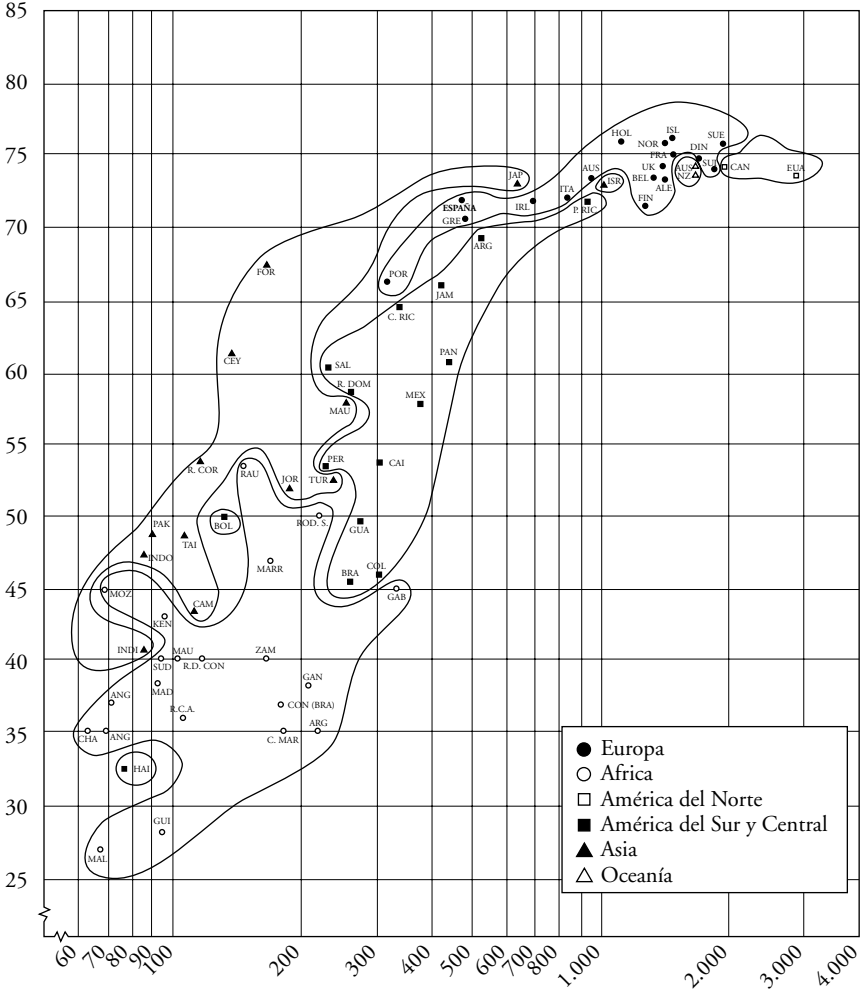 85
80
75
70
65
60
55
50
45
40
35
30
25
HOL
ISL
NOR
SUE
DIN
FRA
UK
AUS
SUI
CAN
EUA
BEL
ALE
NZ
AUS
ISR
JAP
ITA
P. RIC
FIN
ESPAÑA
IRL
GRE
ARG
FOR
POR
JAM
C. RIC
CEY
SAL
PAN
R. DOM
MAU
MEX
R. COR
RAU
PER
CAI
JOR
TUR
PAK
BOL
ROD. S.
GUA
TAI
INDO
MARR
BRA
COL
MOZ
CAM
GAB
KEN
INDI
SUD
MAU
R.D. CON
ZAM
MAD
GAN
ANG
R.C.A.
CON (BRA)
CHA
ANG
C. MAR
ARG
HAI
GUI
MAL
Europa
Africa
América del Norte
América del Sur y Central
Asia
Oceanía
60
70
80
90
100
200
300
400
500
600
700
800
1.000
2.000
3.000
4.000